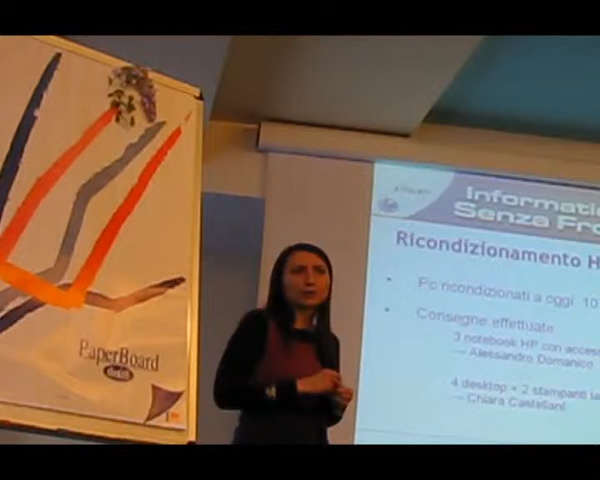 PaperBoard
Informati
Senza Fro
Ricondizionamento H
Pc ricondizionati a oggi: 10
Consegne effettuate
3 notebook HP con access
– Alessandro Domanico
4 desktop + 2 stampanti la
– Chiara Castellani